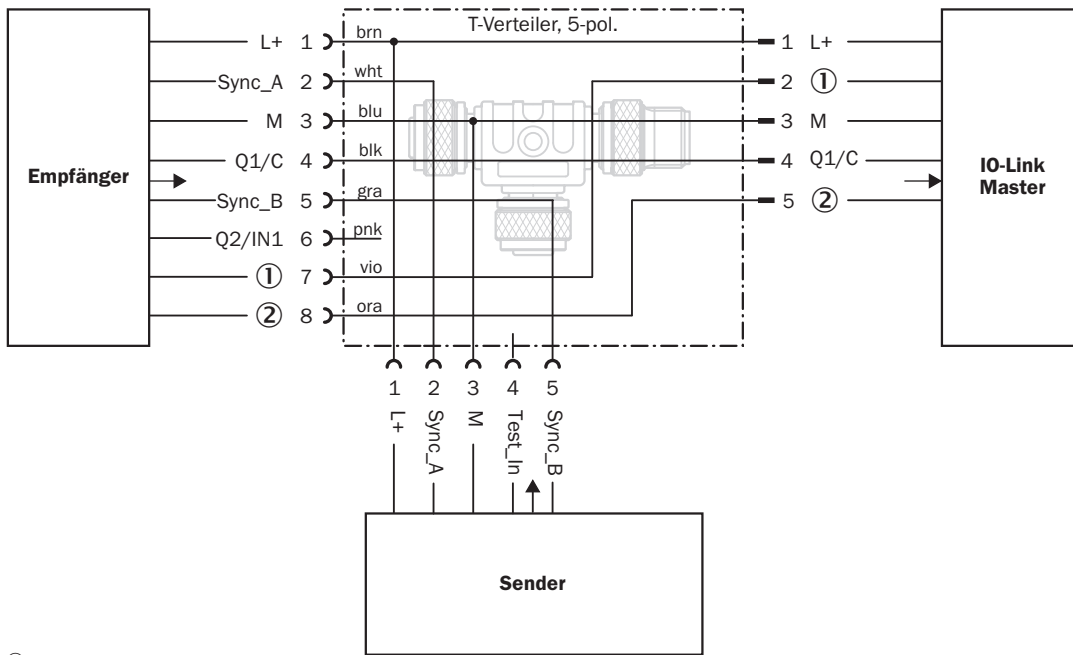 T-Verteiler, 5-pol.
L+ 1 brn 1 L+
Sync_A 2 wht 2 ①
M 3 blu 3 M
Q1/C 4 blk 4 Q1/C
Empfänger
IO-Link
Master
Sync_B 5 gra 5 ②
Q2/IN1 6 pnk
① 7 vio
② 8 ora
1 2 3 4 5
L+ Sync_A M Test_In Sync_B
Sender